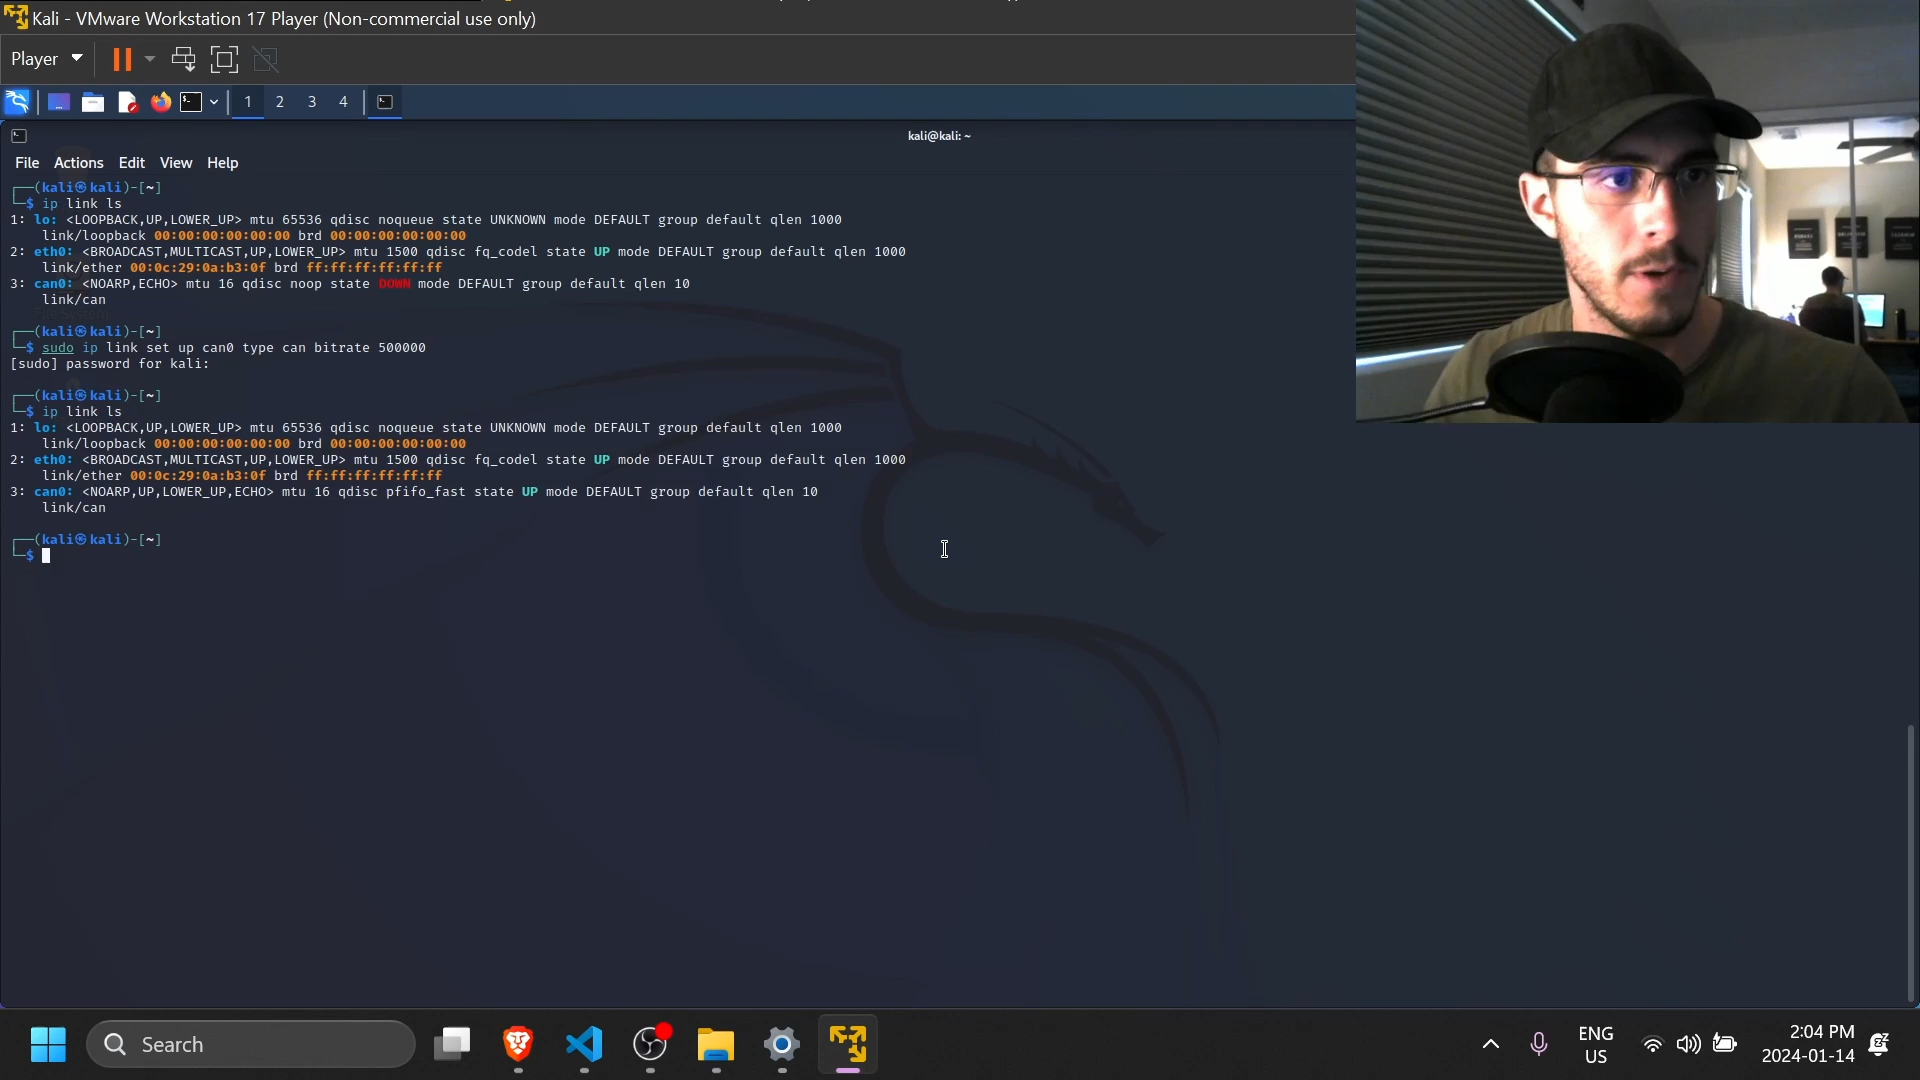 Kali - VMware Workstation 17 Player (Non-commercial use only)
Player
1 2 3 4
kali@kali: ~
File Actions Edit View Help
┌──(kali㉿kali)-[~]
└─$ ip link ls
1: lo: <LOOPBACK,UP,LOWER_UP> mtu 65536 qdisc noqueue state UNKNOWN mode DEFAULT group default qlen 1000
link/loopback 00:00:00:00:00:00 brd 00:00:00:00:00:00
2: eth0: <BROADCAST,MULTICAST,UP,LOWER_UP> mtu 1500 qdisc fq_codel state UP mode DEFAULT group default qlen 1000
link/ether 00:0c:29:0a:b3:0f brd ff:ff:ff:ff:ff:ff
3: can0: <NOARP,ECHO> mtu 16 qdisc noop state DOWN mode DEFAULT group default qlen 10
link/can
┌──(kali㉿kali)-[~]
└─$ sudo ip link set up can0 type can bitrate 500000
[sudo] password for kali:
┌──(kali㉿kali)-[~]
└─$ ip link ls
1: lo: <LOOPBACK,UP,LOWER_UP> mtu 65536 qdisc noqueue state UNKNOWN mode DEFAULT group default qlen 1000
link/loopback 00:00:00:00:00:00 brd 00:00:00:00:00:00
2: eth0: <BROADCAST,MULTICAST,UP,LOWER_UP> mtu 1500 qdisc fq_codel state UP mode DEFAULT group default qlen 1000
link/ether 00:0c:29:0a:b3:0f brd ff:ff:ff:ff:ff:ff
3: can0: <NOARP,UP,LOWER_UP,ECHO> mtu 16 qdisc pfifo_fast state UP mode DEFAULT group default qlen 10
link/can
┌──(kali㉿kali)-[~]
└─$
Search
ENG
US
2:04 PM
2024-01-14